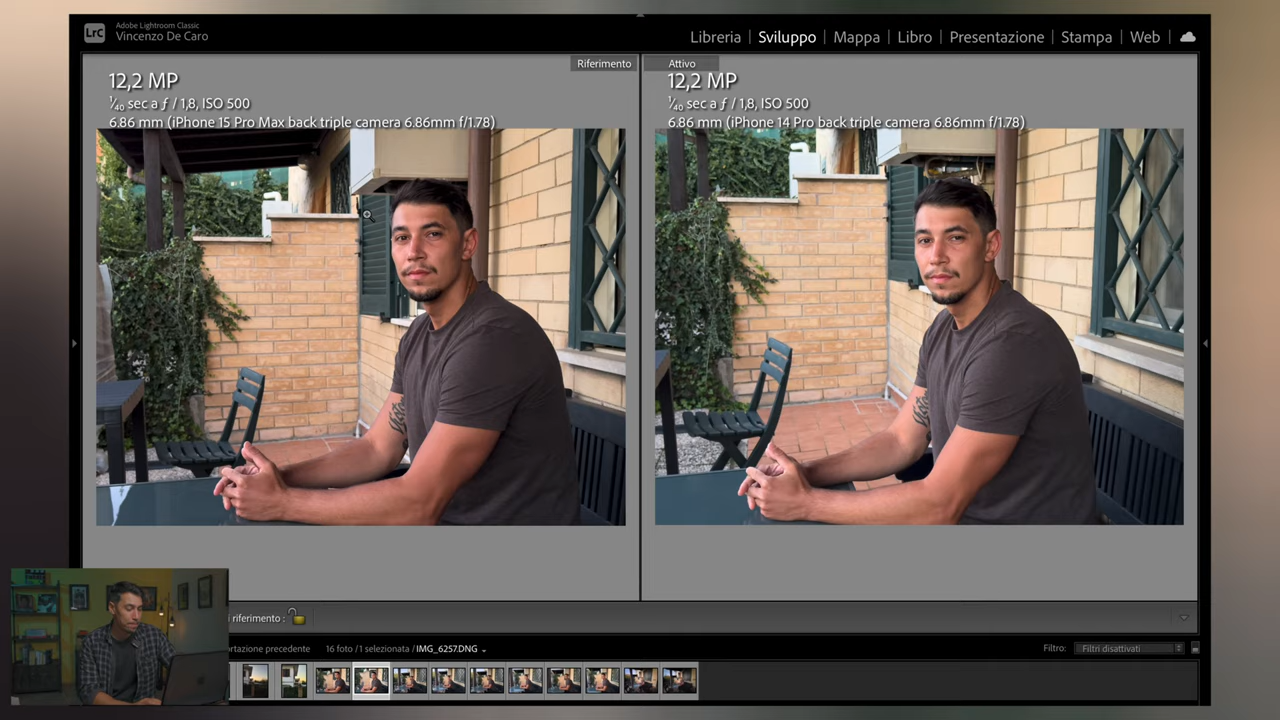 LrC
Adobe Lightroom Classic
Vincenzo De Caro
Libreria | Sviluppo | Mappa | Libro | Presentazione | Stampa | Web
Riferimento
12,2 MP
1/40 sec a ƒ / 1,8, ISO 500
6.86 mm (iPhone 15 Pro Max back triple camera 6.86mm f/1.78)
Attivo
12,2 MP
1/40 sec a ƒ / 1,8, ISO 500
6.86 mm (iPhone 14 Pro back triple camera 6.86mm f/1.78)
i riferimento :
rtazione precedente
16 foto /1 selezionata / IMG_6257.DNG
Filtro:
Filtri disattivati